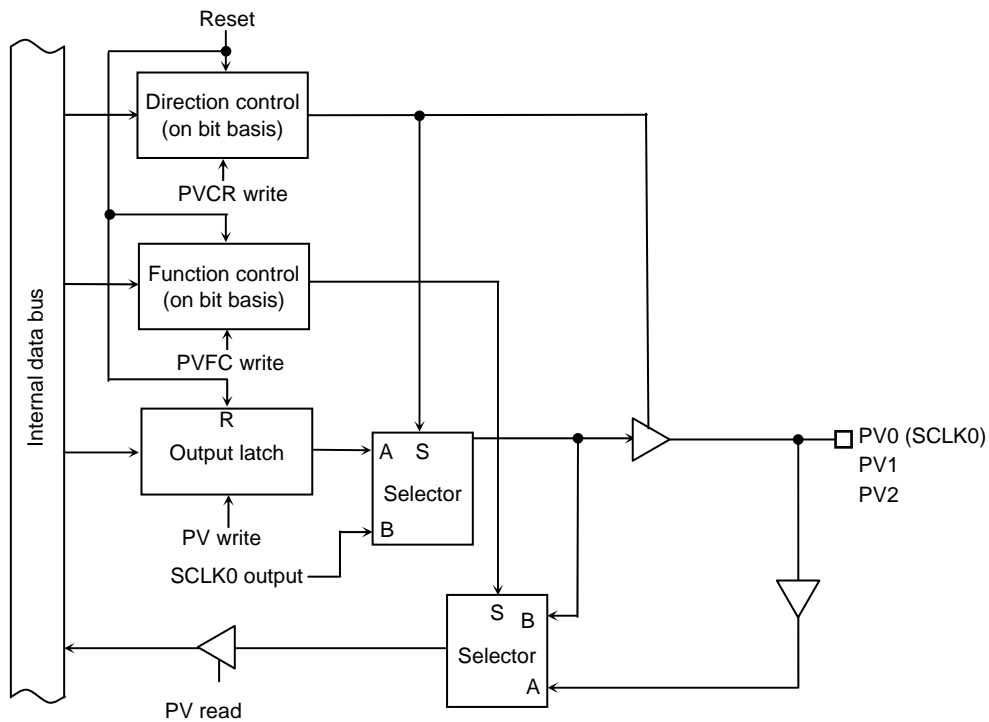 Reset
Direction control
(on bit basis)
PVCR write
Function control
(on bit basis)
PVFC write
Internal data bus
R
Output latch
A S
Selector
B
PV write
SCLK0 output
PV0 (SCLK0)
PV1
PV2
S B
Selector
A
PV read